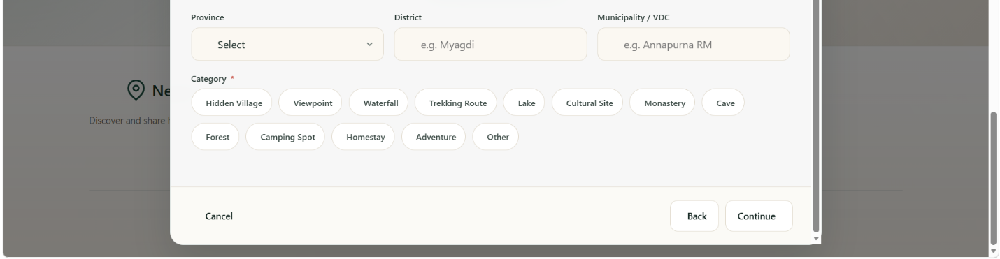 Province District Municipality / VDC
Select e.g. Myagdi e.g. Annapurna RM
Category *
Hidden Village Viewpoint Waterfall Trekking Route Lake Cultural Site Monastery Cave
Ne
Discover and share
Forest Camping Spot Homestay Adventure Other
Cancel Back Continue